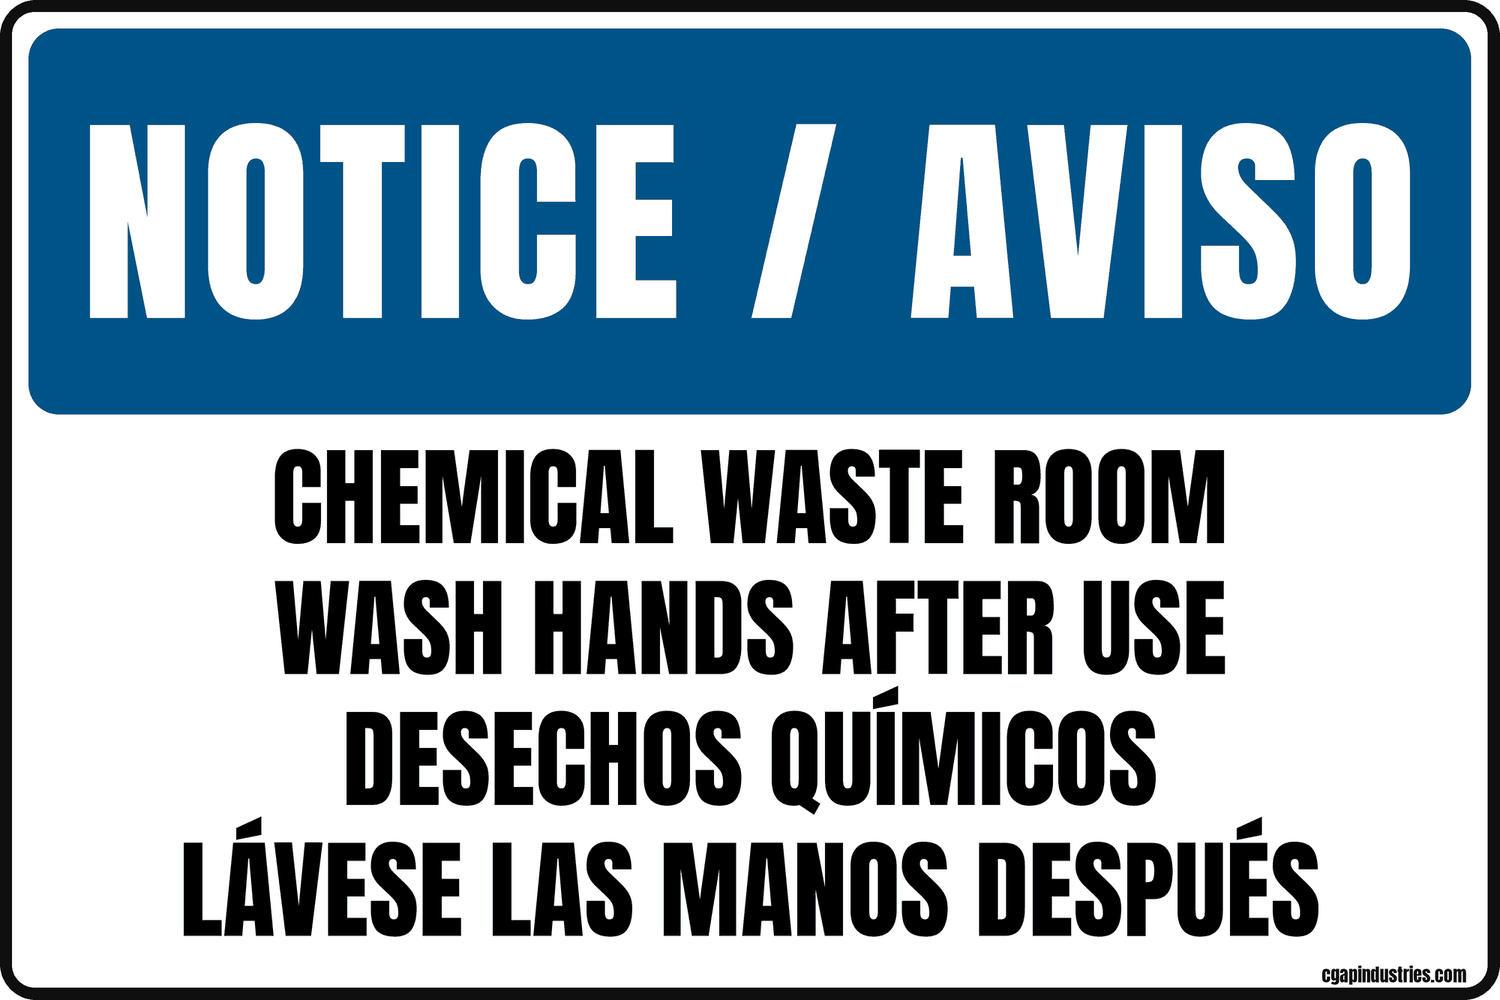 NOTICE / AVISO
CHEMICAL WASTE ROOM
WASH HANDS AFTER USE
DESECHOS QUÍMICOS
LÁVESE LAS MANOS DESPUÉS
cgapindustries.com